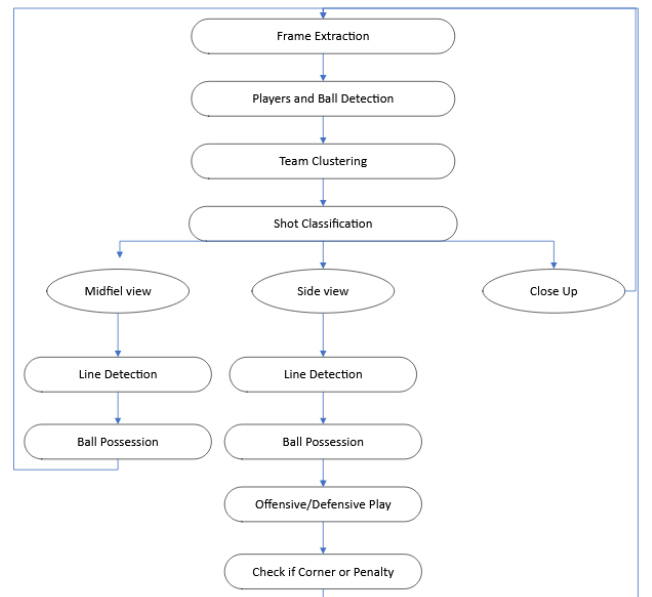 Frame Extraction
Players and Ball Detection
Team Clustering
Shot Classification
Midfiel view
Side view
Close Up
Line Detection
Line Detection
Ball Possession
Ball Possession
Offensive/Defensive Play
Check if Corner or Penalty